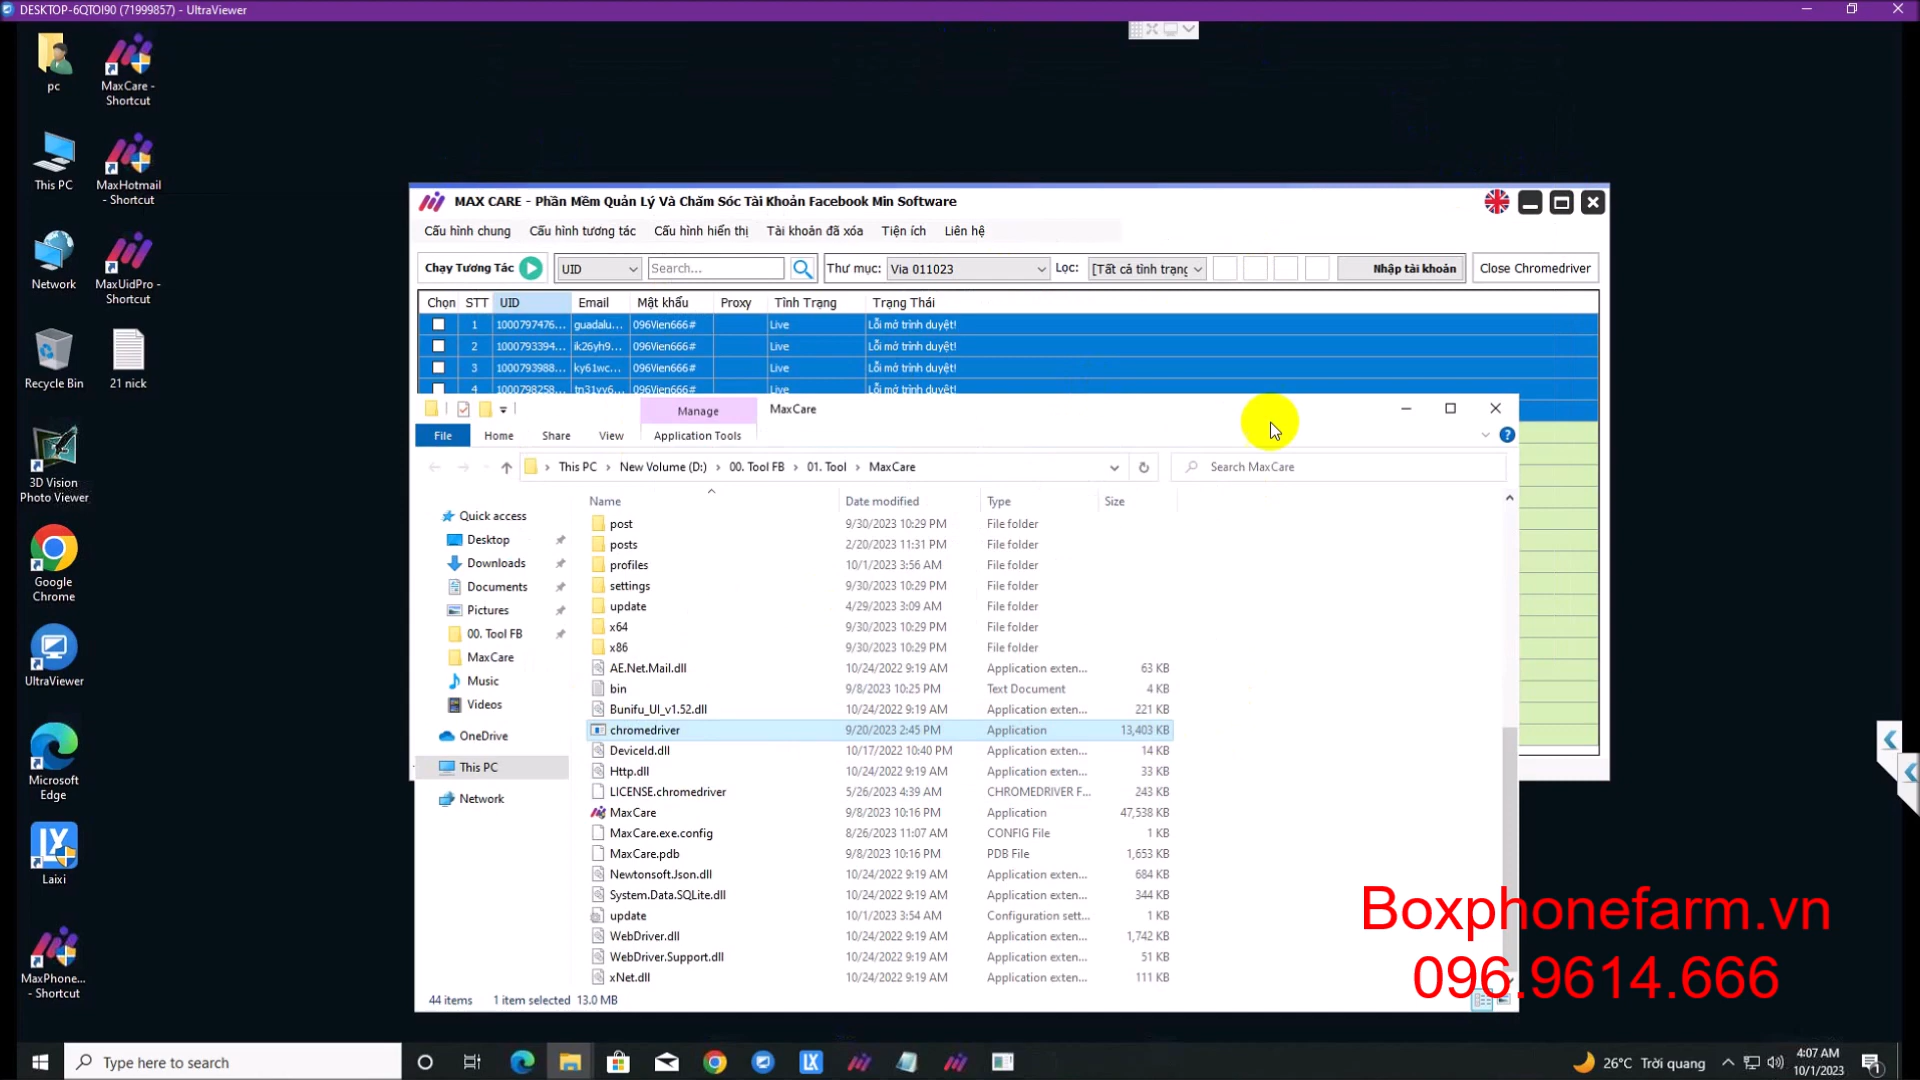 DESKTOP-6QTOI90 (71999857) - UltraViewer
pc
MaxCare -
Shortcut
This PC
MaxHotmail
- Shortcut
Network
MaxUidPro -
Shortcut
Recycle Bin
21 nick
3D Vision
Photo Viewer
Google
Chrome
UltraViewer
Microsoft
Edge
Laixi
MaxPhone...
- Shortcut
MAX CARE - Phần Mềm Quản Lý Và Chăm Sóc Tài Khoản Facebook Min Software
Cấu hình chung Cấu hình tương tác Cấu hình hiển thị Tài khoản đã xóa Tiện ích Liên hệ
Chạy Tương Tác UID Search... Thư mục: Via 011023 Lọc: [Tất cả tình trạng Nhập tài khoản Close Chromedriver
Chọn STT UID Email Mật khẩu Proxy Tình Trạng Trạng Thái
1 1000797476... guadalu... 096Vien666# Live Lỗi mở trình duyệt!
2 1000793394... ik26yh9... 096Vien666# Live Lỗi mở trình duyệt!
3 1000793988... ky61wc... 096Vien666# Live Lỗi mở trình duyệt!
4 1000798258... tn31vv6... 096Vien666# Live Lỗi mở trình duyệt!
Manage MaxCare
File Home Share View Application Tools
This PC New Volume (D:) 00. Tool FB 01. Tool MaxCare Search MaxCare
Name Date modified Type Size
Quick access
Desktop
Downloads
Documents
Pictures
00. Tool FB
MaxCare
Music
Videos
OneDrive
This PC
Network
post 9/30/2023 10:29 PM File folder
posts 2/20/2023 11:31 PM File folder
profiles 10/1/2023 3:56 AM File folder
settings 9/30/2023 10:29 PM File folder
update 4/29/2023 3:09 AM File folder
x64 9/30/2023 10:29 PM File folder
x86 9/30/2023 10:29 PM File folder
AE.Net.Mail.dll 10/24/2022 9:19 AM Application exten... 63 KB
bin 9/8/2023 10:25 PM Text Document 4 KB
Bunifu_UI_v1.52.dll 10/24/2022 9:19 AM Application exten... 221 KB
chromedriver 9/20/2023 2:45 PM Application 13,403 KB
DeviceId.dll 10/17/2022 10:40 PM Application exten... 14 KB
Http.dll 10/24/2022 9:19 AM Application exten... 33 KB
LICENSE.chromedriver 5/26/2023 4:39 AM CHROMEDRIVER F... 243 KB
MaxCare 9/8/2023 10:16 PM Application 47,538 KB
MaxCare.exe.config 8/26/2023 11:07 AM CONFIG File 1 KB
MaxCare.pdb 9/8/2023 10:16 PM PDB File 1,653 KB
Newtonsoft.Json.dll 10/24/2022 9:19 AM Application exten... 684 KB
System.Data.SQLite.dll 10/24/2022 9:19 AM Application exten... 344 KB
update 10/1/2023 3:54 AM Configuration sett... 1 KB
WebDriver.dll 10/24/2022 9:19 AM Application exten... 1,742 KB
WebDriver.Support.dll 10/24/2022 9:19 AM Application exten... 51 KB
xNet.dll 10/24/2022 9:19 AM Application exten... 111 KB
44 items 1 item selected 13.0 MB
Boxphonefarm.vn
096.9614.666
Type here to search
26°C Trời quang
4:07 AM
10/1/2023